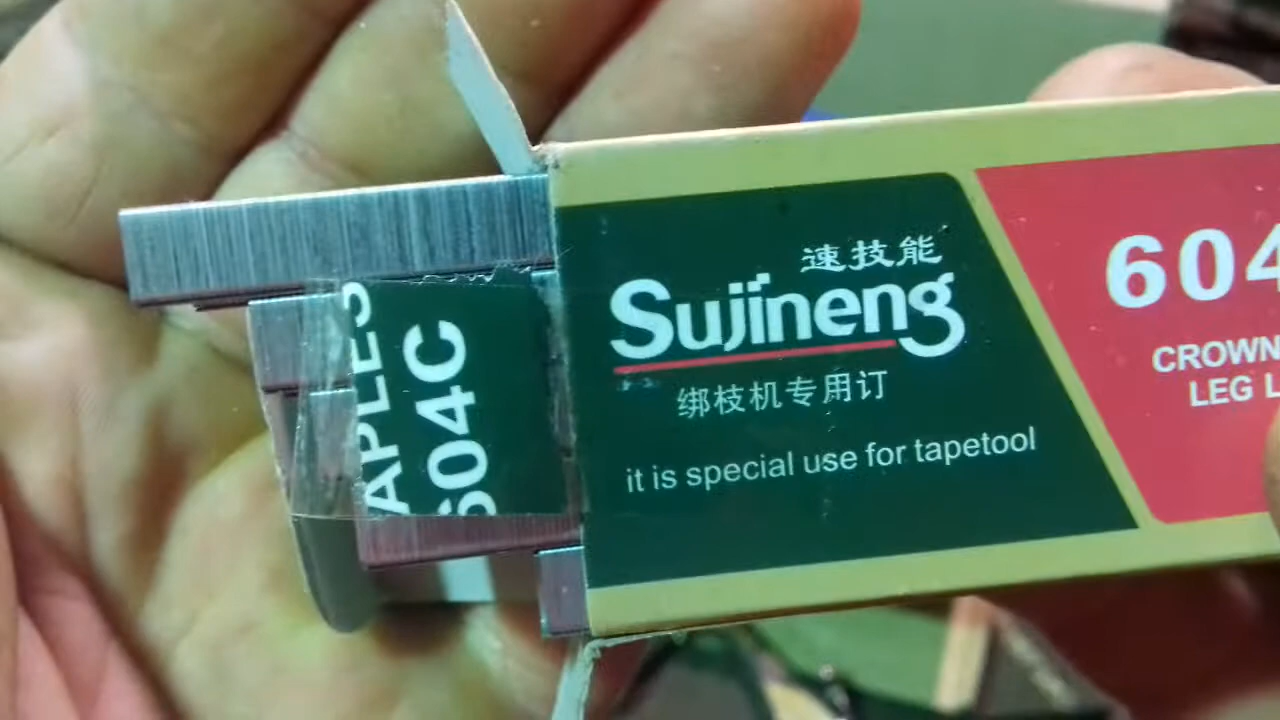 速技能
Sujineng
绑枝机专用订
it is special use for tapetool
604
CROWN
LEG L
APLES
604C